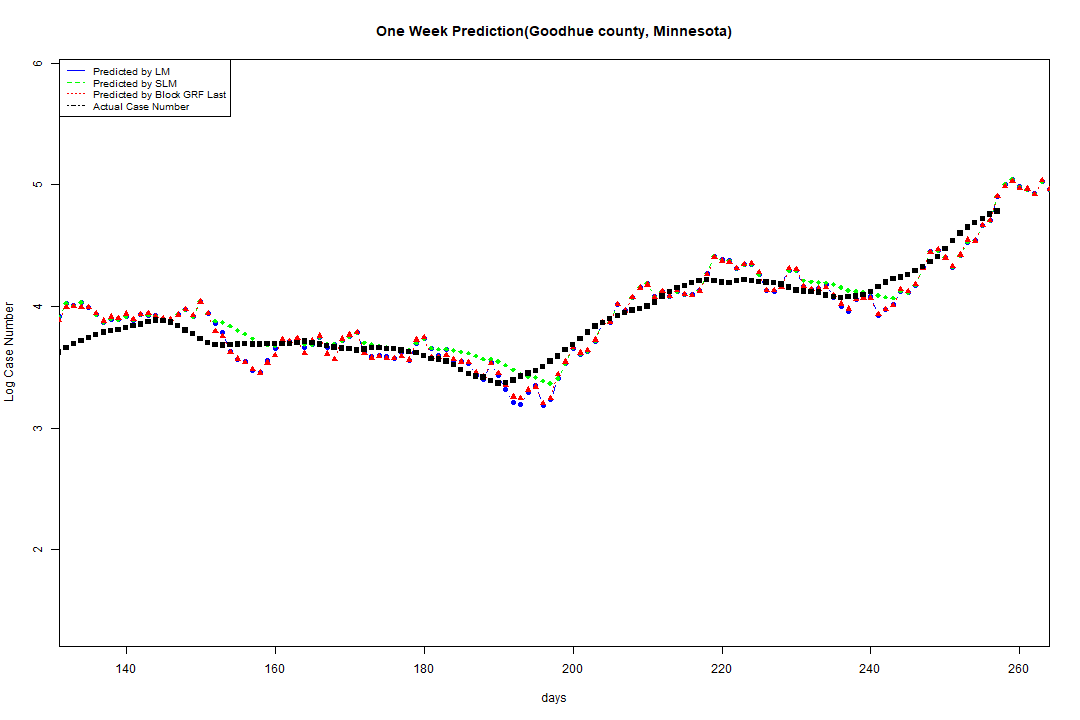 One Week Prediction(Goodhue county, Minnesota)
6
Predicted by LM
Predicted by SLM
Predicted by Block GRF Last
Actual Case Number
5
4
3
2
Log Case Number
140 160 180 200 220 240 260
days